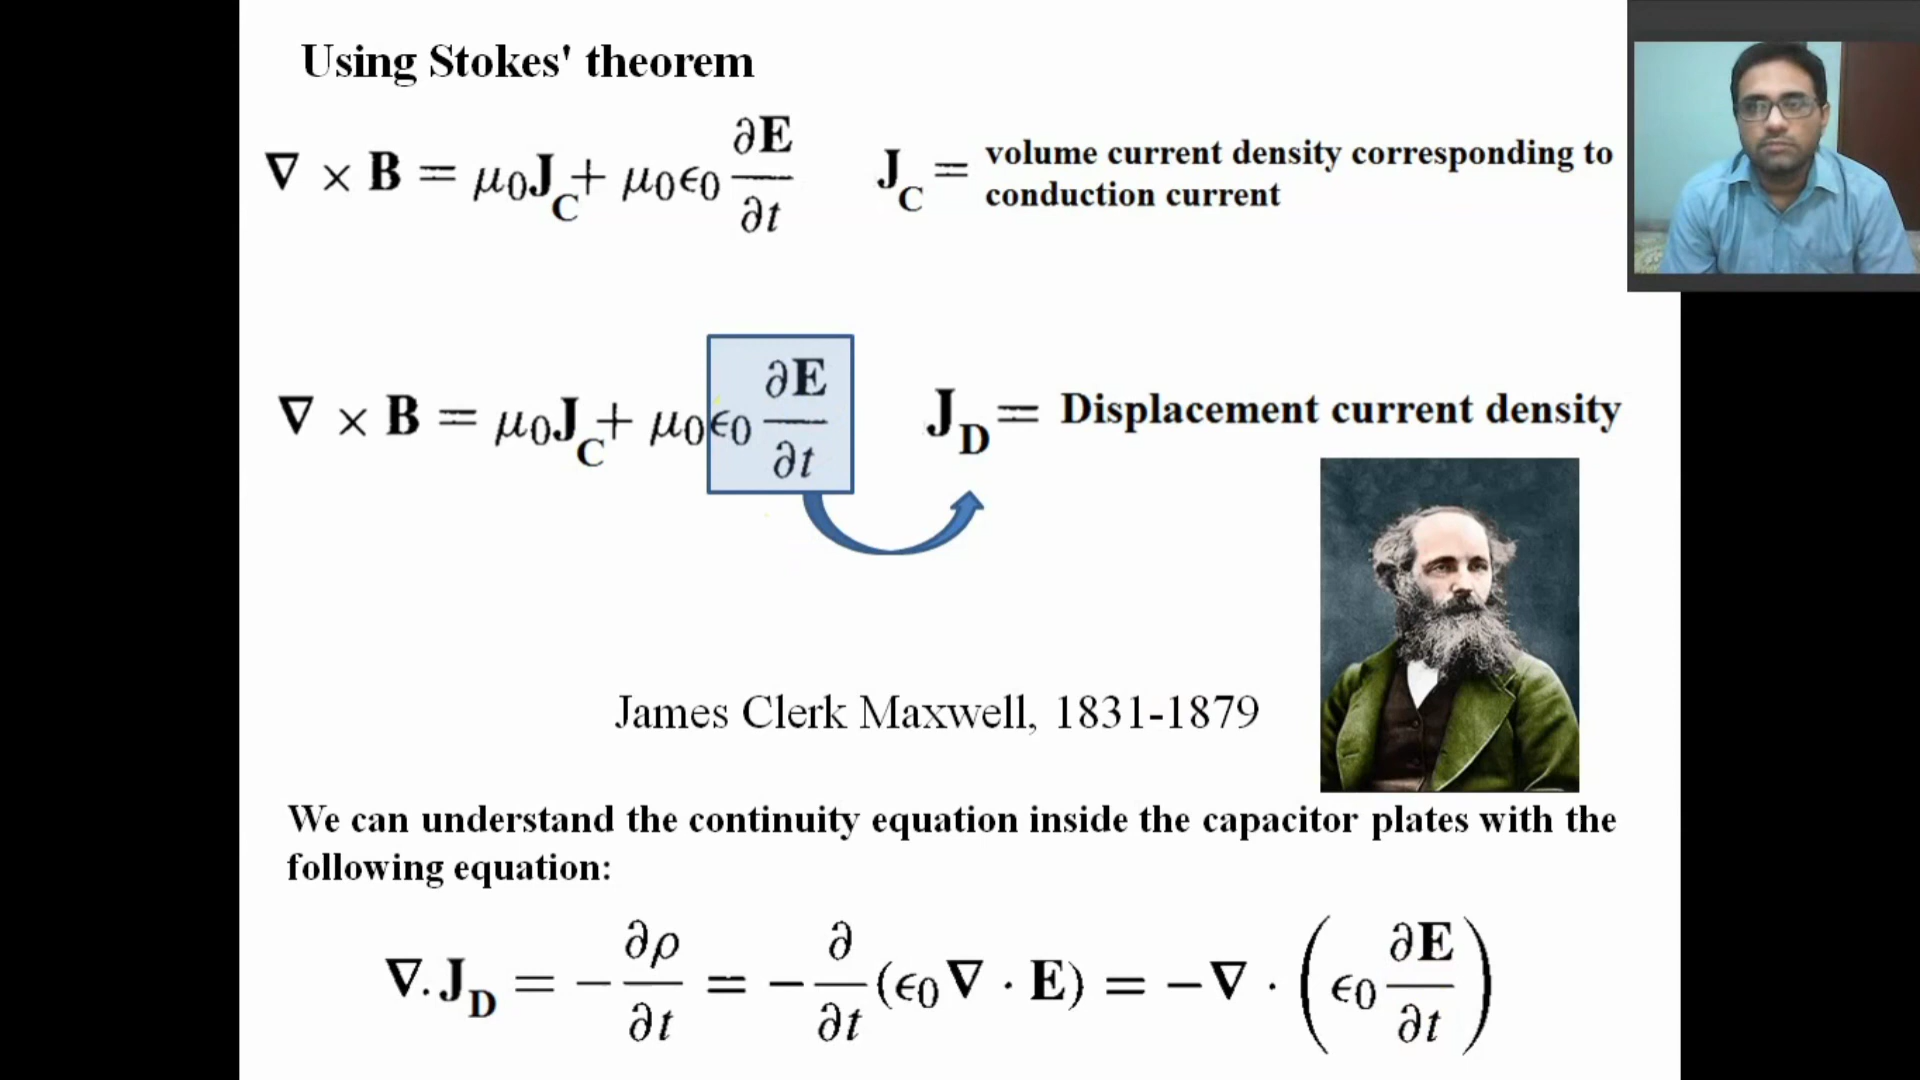 Using Stokes' theorem
∇ × B = μ₀J_C + μ₀ϵ₀ ∂E/∂t
J_C = volume current density corresponding to
conduction current
∇ × B = μ₀J_C + μ₀ϵ₀ ∂E/∂t
J_D = Displacement current density
James Clerk Maxwell, 1831-1879
We can understand the continuity equation inside the capacitor plates with the
following equation:
∇. J_D = − ∂ρ/∂t = − ∂/∂t (ϵ₀∇ · E) = −∇ · (ϵ₀ ∂E/∂t)